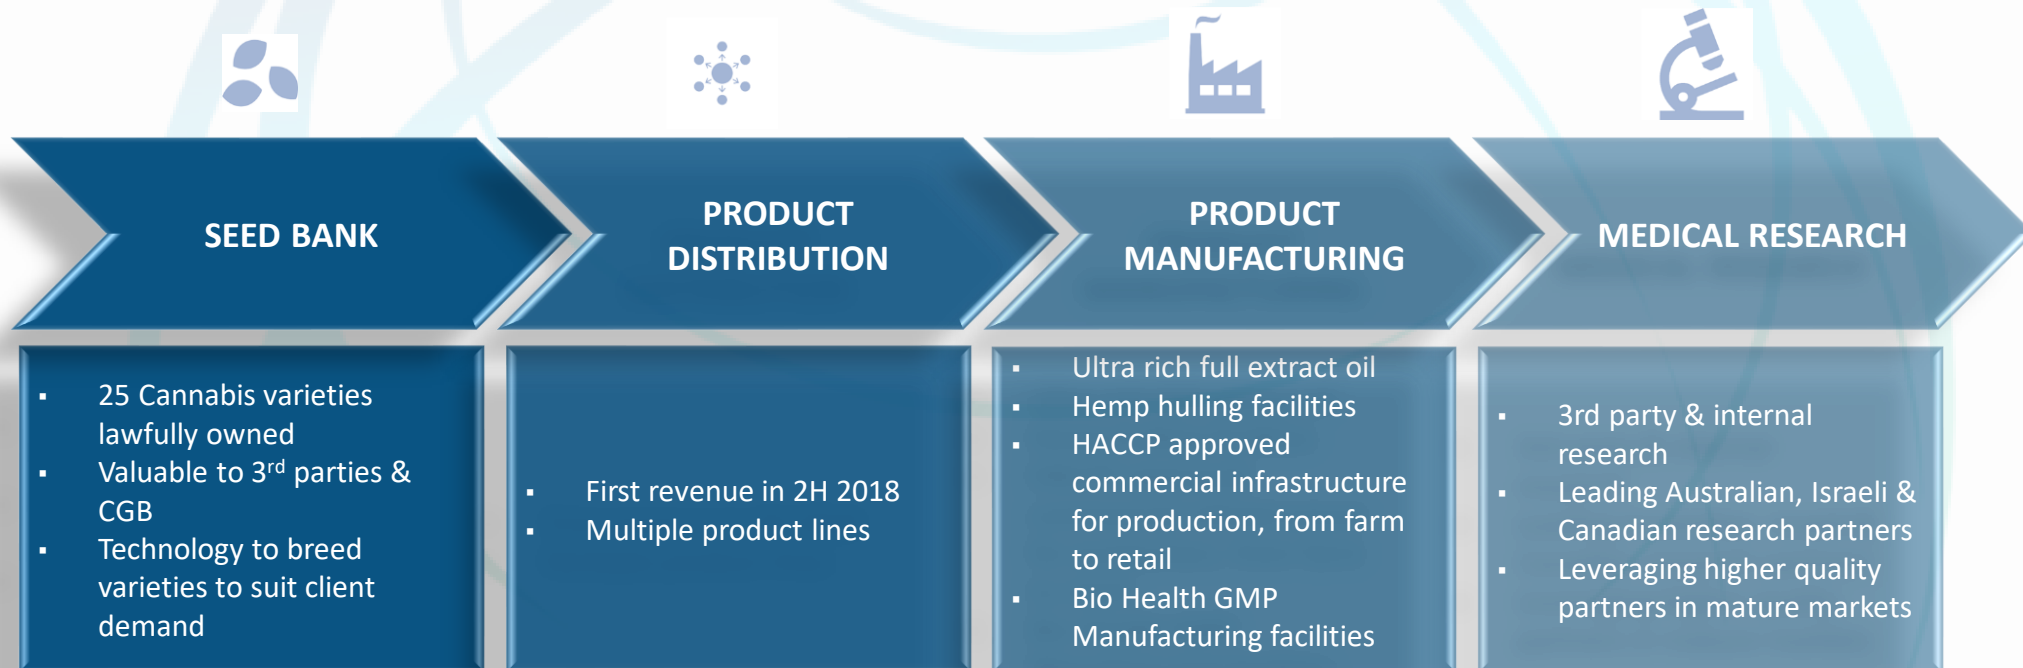 SEED BANK
PRODUCT
DISTRIBUTION
PRODUCT
MANUFACTURING
MEDICAL RESEARCH
▪ 25 Cannabis varieties
lawfully owned
▪ Valuable to 3rd parties &
CGB
▪ Technology to breed
varieties to suit client
demand
▪ First revenue in 2H 2018
▪ Multiple product lines
▪ Ultra rich full extract oil
▪ Hemp hulling facilities
▪ HACCP approved
commercial infrastructure
for production, from farm
to retail
▪ Bio Health GMP
Manufacturing facilities
▪ 3rd party & internal
research
▪ Leading Australian, Israeli &
Canadian research partners
▪ Leveraging higher quality
partners in mature markets